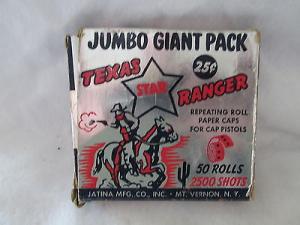 JUMBO GIANT PACK
TEXAS
25¢
STAR
RANGER
REPEATING ROLL
PAPER CAPS
FOR CAP PISTOLS
50 ROLLS
2500 SHOTS
JATINA MFG. CO., INC. - MT. VERNON, N. Y.